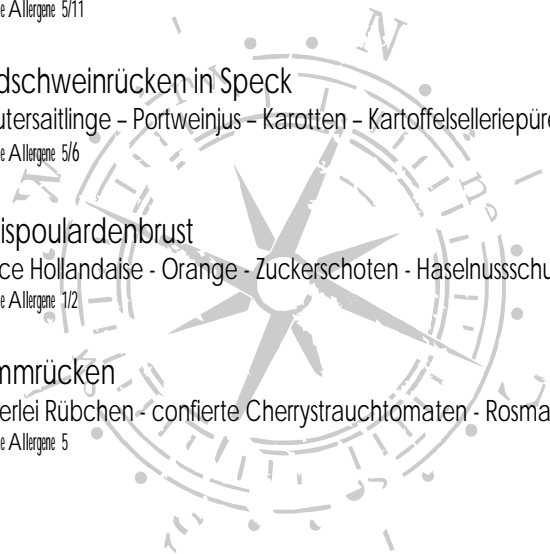 e Allergene 5/11
dschweinrücken in Speck
utersaitlinge – Portweinjus – Karotten – Kartoffelselleriepüre
e Allergene 5/6
ispoulardenbrust
ce Hollandaise - Orange - Zuckerschoten - Haselnussschu
e Allergene 1/2
mmrücken
erlei Rübchen - confierte Cherrystrauchtomaten - Rosma
e Allergene 5